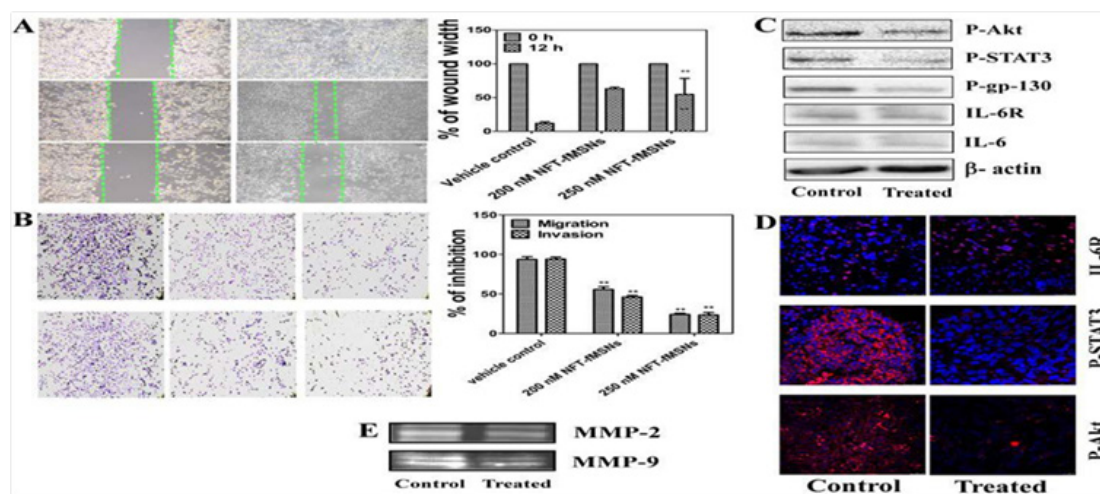 A
% of wound width
150
100
50
0
0 h
12 h
**
**
Vehicle control
200 nM NFT-fMSNs
250 nM NFT-fMSNs
B
% of inhibition
150
100
50
0
Migration
Invasion
**
**
**
**
vehicle control
200 nM NFT-fMSNs
250 nM NFT-fMSNs
C
P-Akt
P-STAT3
P-gp-130
IL-6R
IL-6
β- actin
Control Treated
D
IL-6R
P-STAT3
P-Akt
Control Treated
E
MMP-2
MMP-9
Control Treated